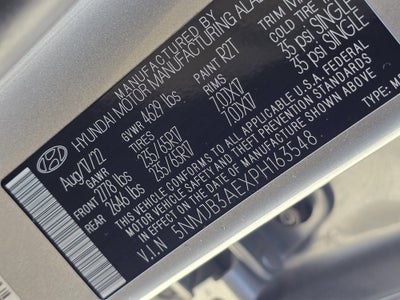 MANUFACTURED BY
HYUNDAI MOTOR MANUFACTURING
Aug/17/22 GVWR 4629 lbs PAINT R2T TRIM
GAWR TIRES RIMS COLD TIRE
FRONT 2778 lbs 235/65R17 7.0JX17 35 psi SINGLE
REAR 2646 lbs 235/65R17 7.0JX17 35 psi SINGLE
THIS VEHICLE CONFORMS TO ALL APPLICABLE U.S.A. FEDERAL
MOTOR VEHICLE SAFETY AND THEFT PREVENTION STANDARDS
IN EFFECT ON THE DATE OF MANUFACTURE SHOWN ABOVE
V.I.N 5NMJB3AEXPH163548 TYPE: